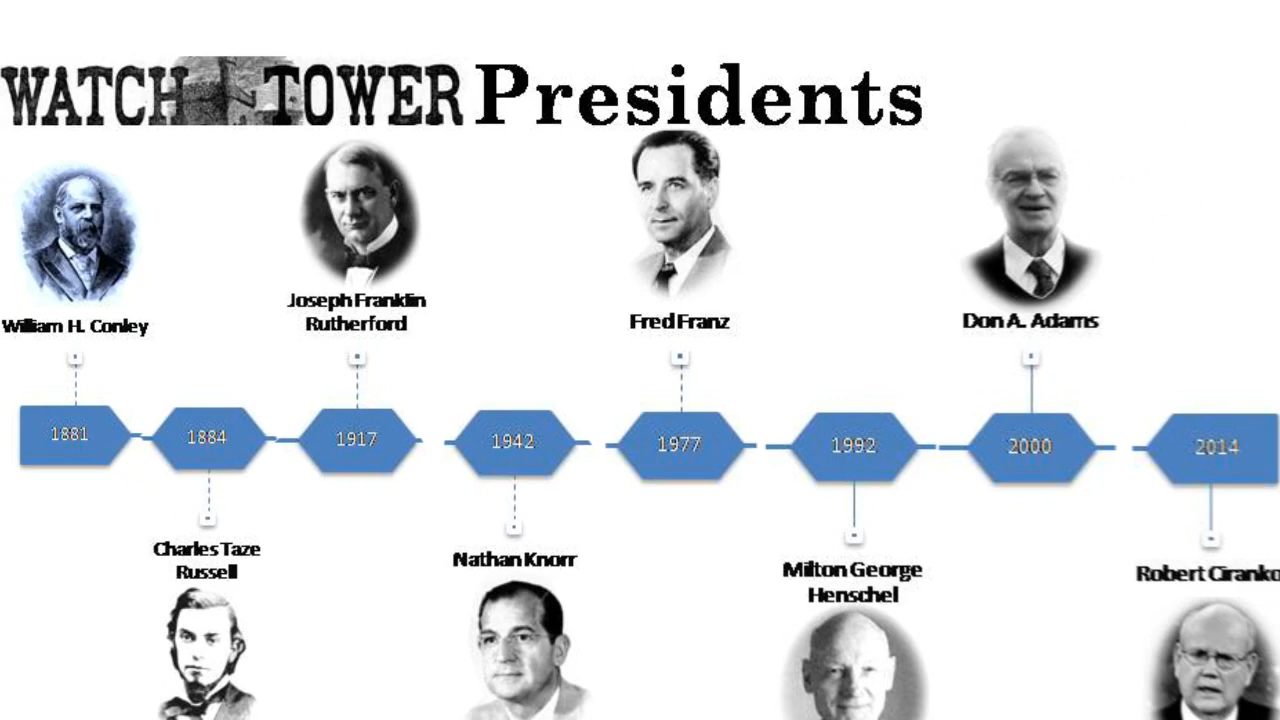 WATCH TOWER Presidents
William H. Conley
Joseph Franklin
Rutherford
Fred Franz
Don A. Adams
1881
1884
1917
1942
1977
1992
2000
2014
Charles Taze
Russell
Nathan Knorr
Milton George
Henschel
Robert Ciranko